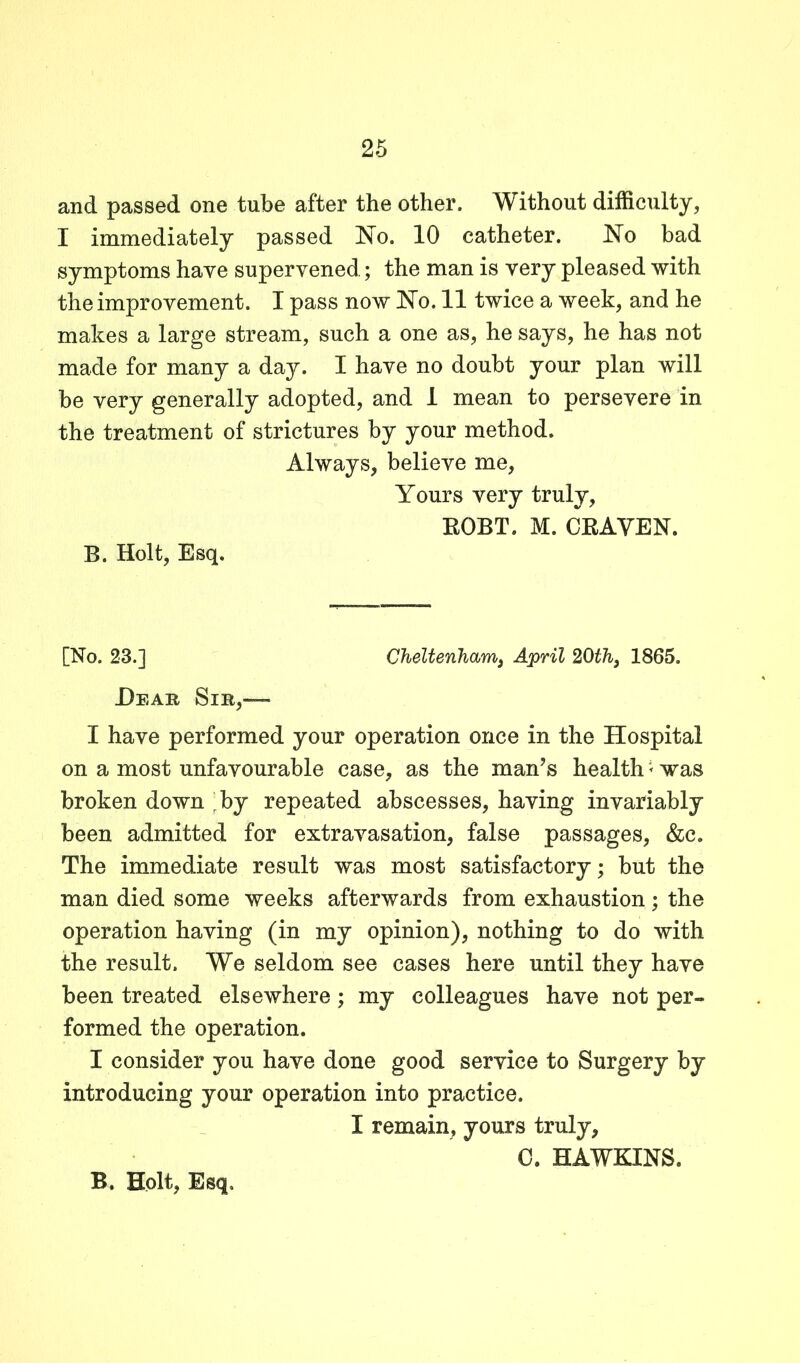 25
and passed one tube after the other. Without difficulty,
I immediately passed No. 10 catheter. No bad
symptoms have supervened; the man is very pleased with
the improvement. I pass now No. 11 twice a week, and he
makes a large stream, such a one as, he says, he has not
made for many a day. I have no doubt your plan will
be very generally adopted, and I mean to persevere in
the treatment of strictures by your method.
Always, believe me,
Yours very truly,
ROBT. M. CRAVEN.
B. Holt, Esq.
[No. 23.] Cheltenham, April 20th, 1865.
Dear Sir,—
I have performed your operation once in the Hospital
on a most unfavourable case, as the man's health was
broken down by repeated abscesses, having invariably
been admitted for extravasation, false passages, &c.
The immediate result was most satisfactory; but the
man died some weeks afterwards from exhaustion; the
operation having (in my opinion), nothing to do with
the result. We seldom see cases here until they have
been treated elsewhere; my colleagues have not per-
formed the operation.
I consider you have done good service to Surgery by
introducing your operation into practice.
I remain, yours truly,
C. HAWKINS.
B. Holt, Esq.